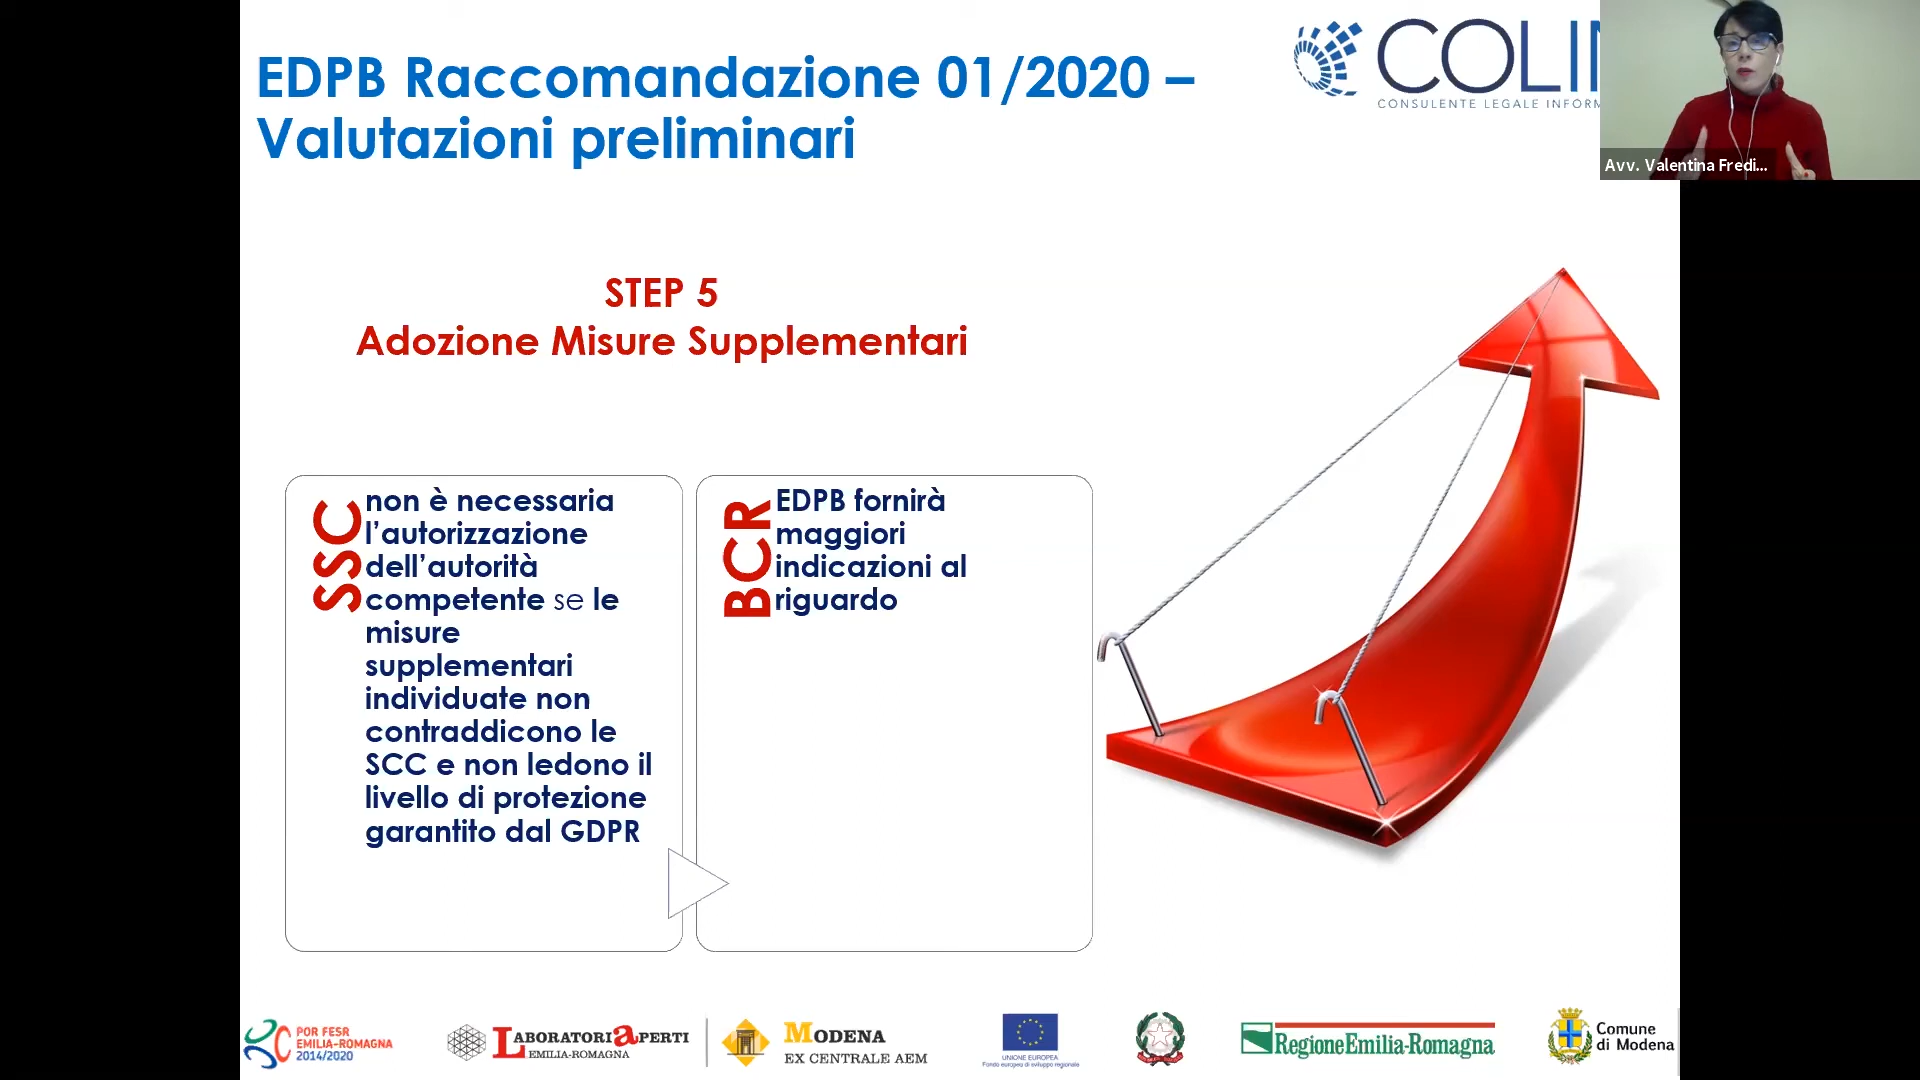 EDPB Raccomandazione 01/2020 –
Valutazioni preliminari
CONSULENTE LEGALE INFORM
Avv. Valentina Fredi...
STEP 5
Adozione Misure Supplementari
SSC
non è necessaria
l’autorizzazione
dell’autorità
competente se le
misure
supplementari
individuate non
contraddicono le
SCC e non ledono il
livello di protezione
garantito dal GDPR
BCR
EDPB fornirà
maggiori
indicazioni al
riguardo
POR FESR
EMILIA-ROMAGNA
2014/2020
LABORATORI APERTI
EMILIA-ROMAGNA
MODENA
EX CENTRALE AEM
UNIONE EUROPEA
Fondo europeo di sviluppo regionale
RegioneEmilia-Romagna
Comune
di Modena